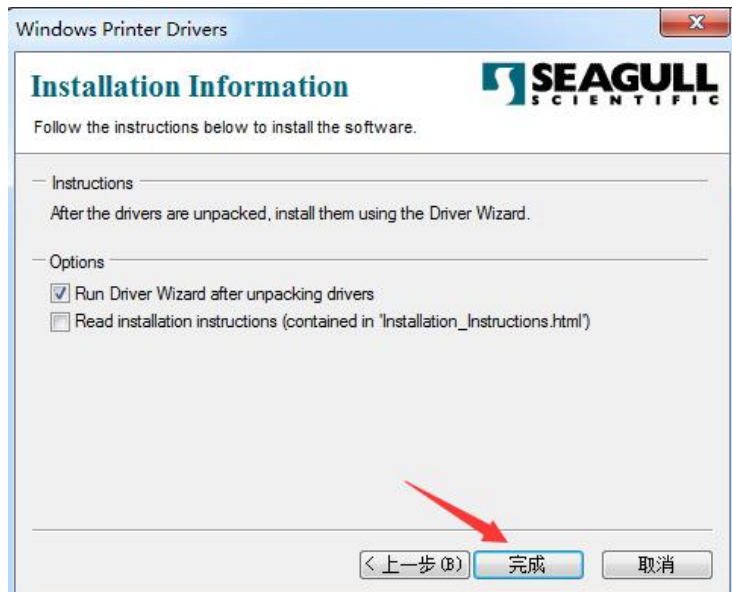 Windows Printer Drivers
Installation Information
SEAGULL
SCIENTIFIC
Follow the instructions below to install the software.
Instructions
After the drivers are unpacked, install them using the Driver Wizard.
Options
Run Driver Wizard after unpacking drivers
Read installation instructions (contained in 'Installation_Instructions.html')
< 上一步(B) 完成 取消